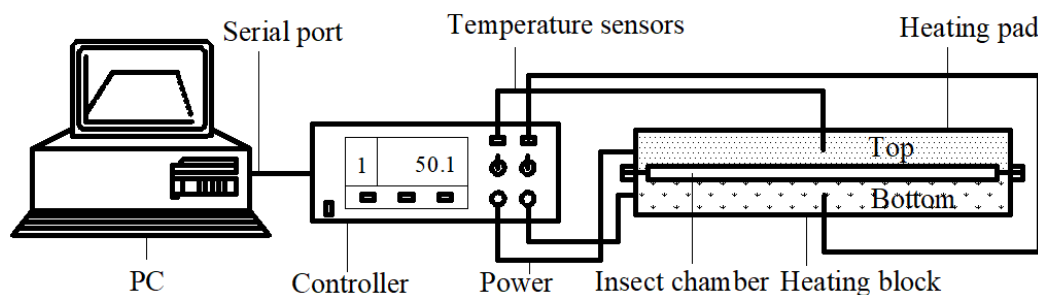 Serial port
Temperature sensors
Heating pad
1
50.1
Top
Bottom
PC
Controller
Power
Insect chamber
Heating block